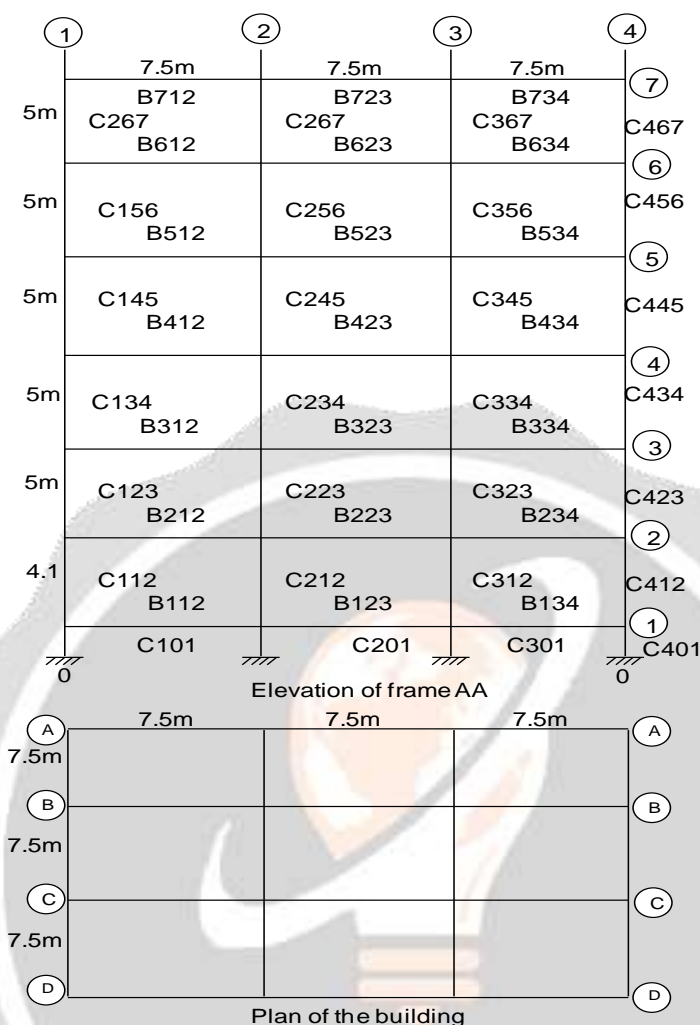 1 2 3 4
7.5m 7.5m 7.5m
7
B712 B723 B734
5m C267 C267 C367 C467
B612 B623 B634
6
5m C156 C256 C356 C456
B512 B523 B534
5
5m C145 C245 C345 C445
B412 B423 B434
4
5m C134 C234 C334 C434
B312 B323 B334
3
5m C123 C223 C323 C423
B212 B223 B234
2
4.1 C112 C212 C312 C412
B112 B123 B134
1
C101 C201 C301 C401
0 0
Elevation of frame AA
7.5m 7.5m 7.5m
A A
7.5m
B B
7.5m
C C
7.5m
D D
Plan of the building